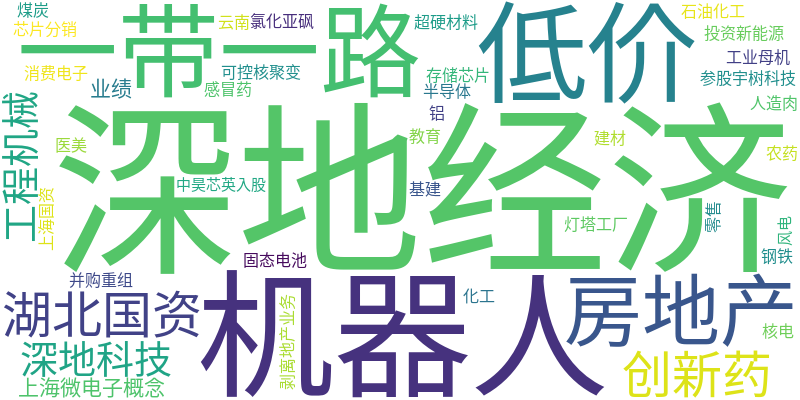 煤炭
芯片分销
云南
氯化亚砜
超硬材料
石油化工
投资新能源
一带一路
低价
消费电子
业绩
可控核聚变
感冒药
存储芯片
半导体
工业母机
参股宇树科技
人造肉
工程机械
铝
医美
教育
建材
农药
深地经济
中昊芯英入股
基建
上海国资
灯塔工厂
零售
风电
钢铁
固态电池
并购重组
湖北国资
机器人
化工
房地产
核电
剥离地产业务
深地科技
创新药
上海微电子概念